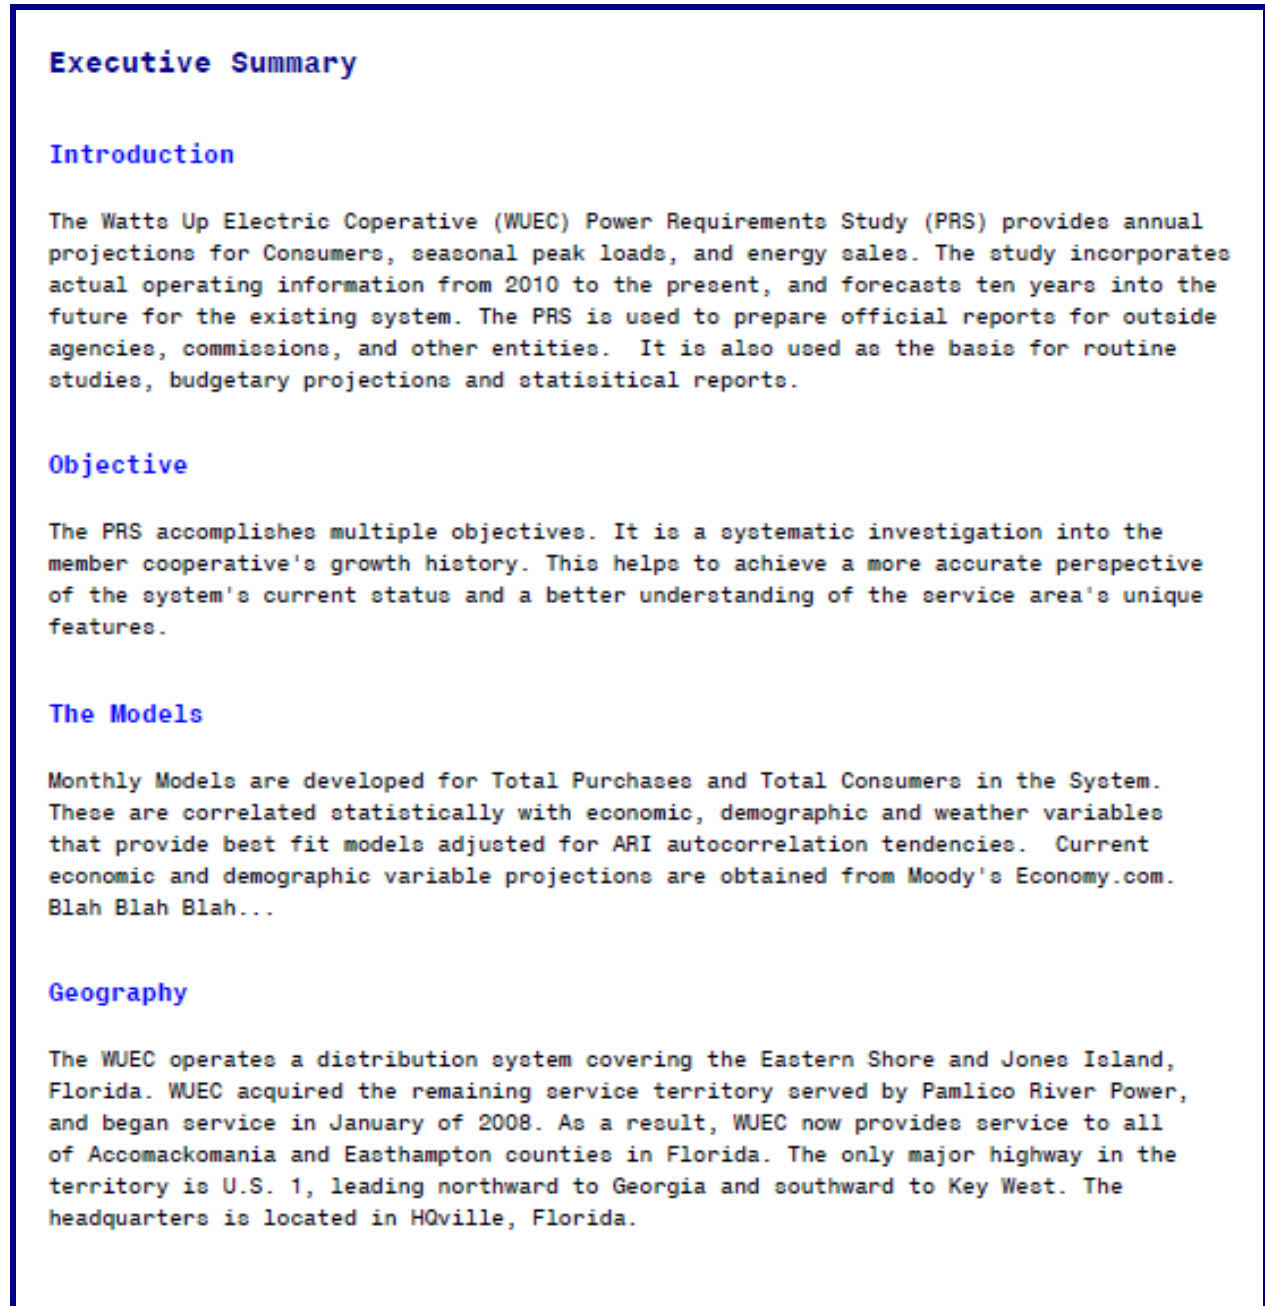 Executive Summary
Introduction
The Watts Up Electric Coperative (WUEC) Power Requirements Study (PRS) provides annual
projections for Consumers, seasonal peak loads, and energy sales. The study incorporates
actual operating information from 2010 to the present, and forecasts ten years into the
future for the existing system. The PRS is used to prepare official reports for outside
agencies, commissions, and other entities.  It is also used as the basis for routine
studies, budgetary projections and statisitical reports.
Objective
The PRS accomplishes multiple objectives. It is a systematic investigation into the
member cooperative's growth history. This helps to achieve a more accurate perspective
of the system's current status and a better understanding of the service area's unique
features.
The Models
Monthly Models are developed for Total Purchases and Total Consumers in the System.
These are correlated statistically with economic, demographic and weather variables
that provide best fit models adjusted for ARI autocorrelation tendencies.  Current
economic and demographic variable projections are obtained from Moody's Economy.com.
Blah Blah Blah...
Geography
The WUEC operates a distribution system covering the Eastern Shore and Jones Island,
Florida. WUEC acquired the remaining service territory served by Pamlico River Power,
and began service in January of 2008. As a result, WUEC now provides service to all
of Accomackomania and Easthampton counties in Florida. The only major highway in the
territory is U.S. 1, leading northward to Georgia and southward to Key West. The
headquarters is located in HQville, Florida.